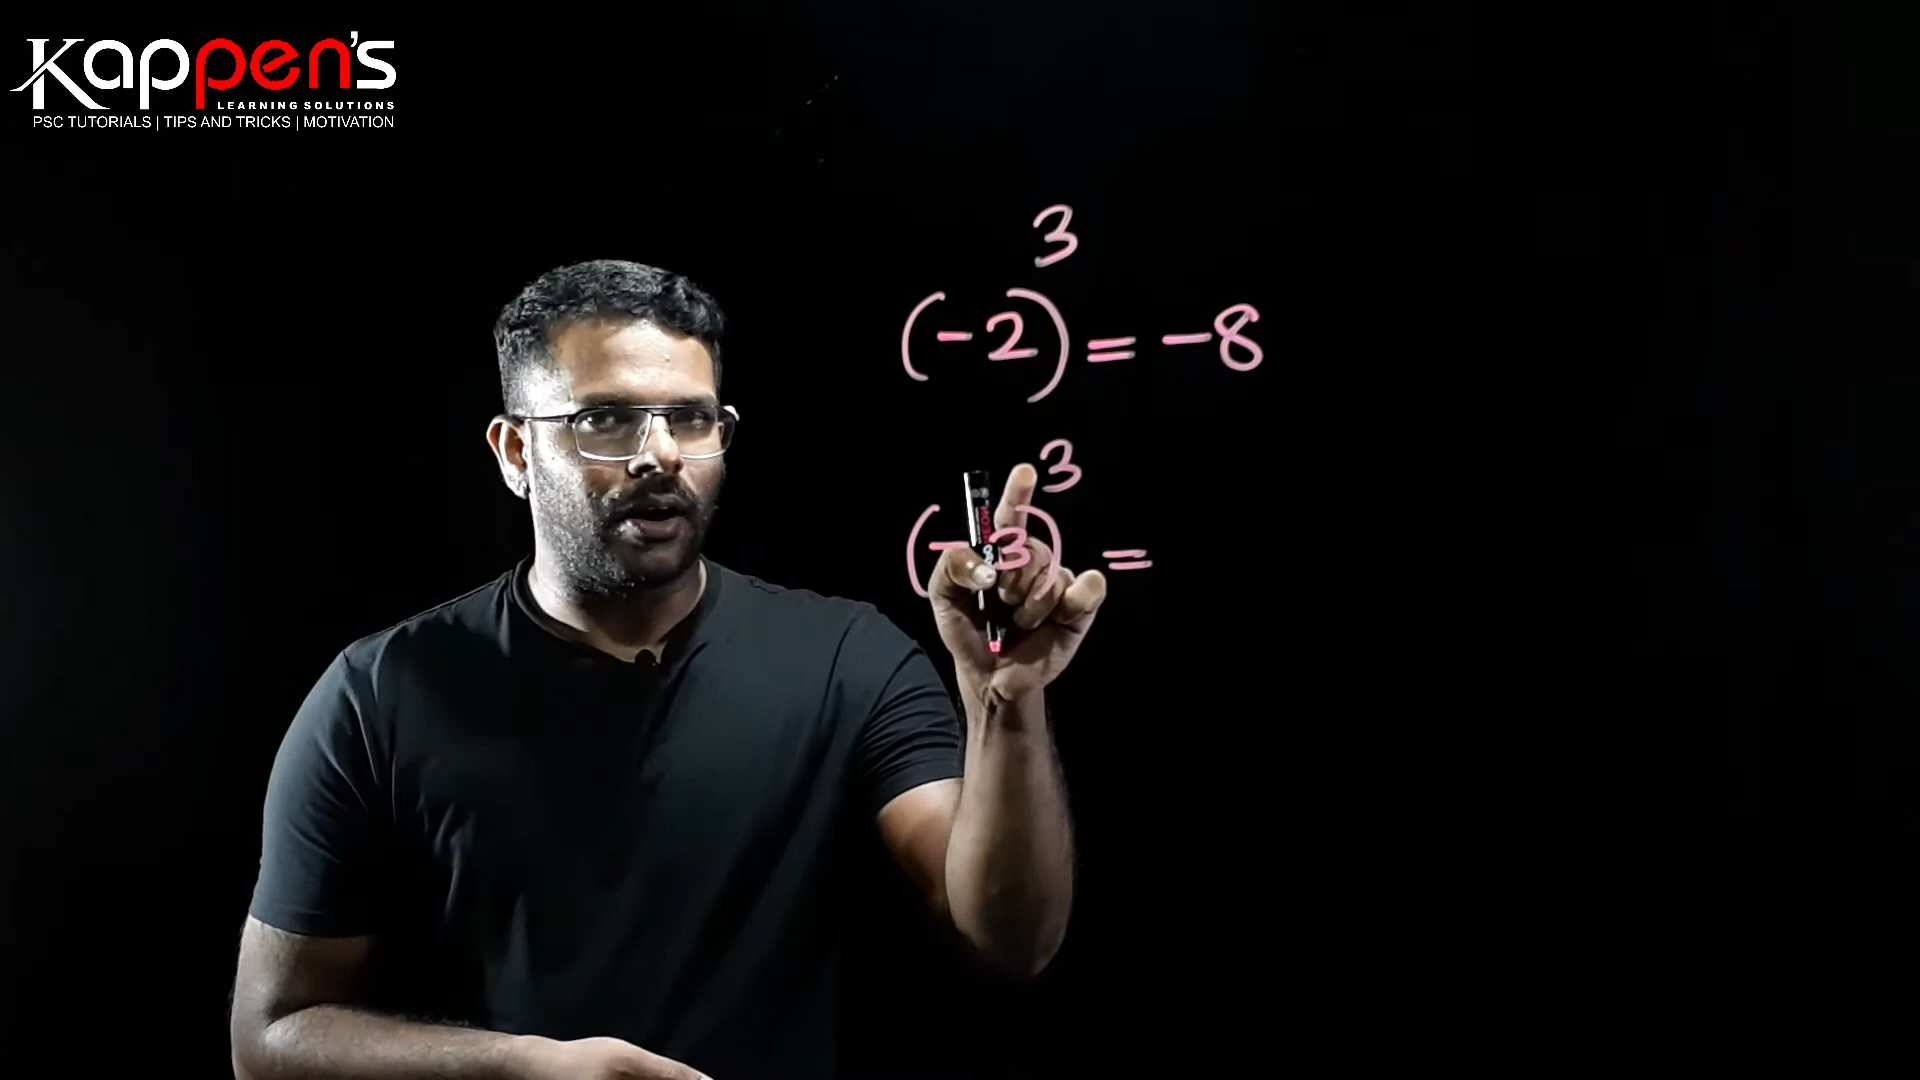 Kappen's
LEARNING SOLUTIONS
PSC TUTORIALS | TIPS AND TRICKS | MOTIVATION
(-2)³ = -8
(-3)³ =